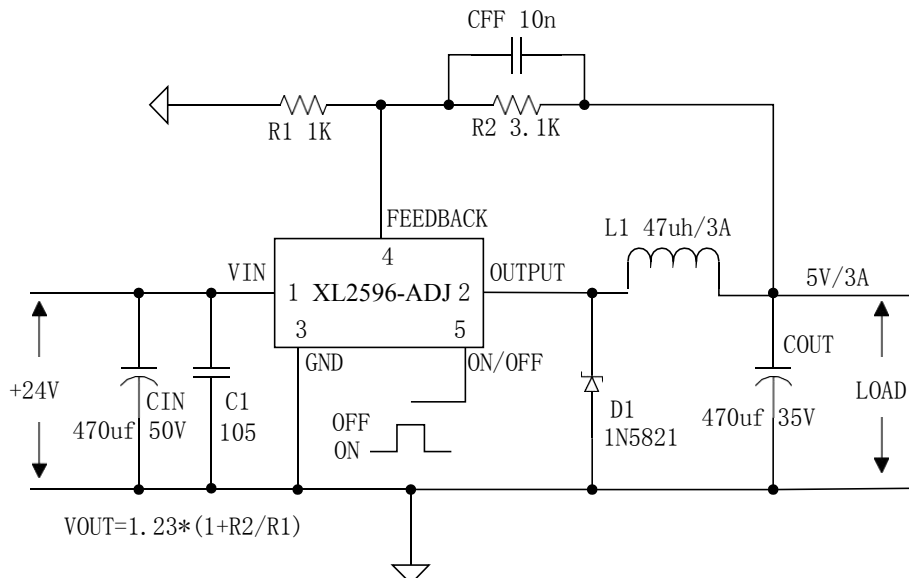 CFF 10n
R1 1K
R2 3.1K
FEEDBACK
L1 47uh/3A
4
VIN
OUTPUT
5V/3A
1 XL2596-ADJ 2
3
5
GND
ON/OFF
COUT
+24V
CIN
C1
LOAD
470uf 50V
105
OFF
ON
D1
1N5821
470uf 35V
VOUT=1.23*(1+R2/R1)